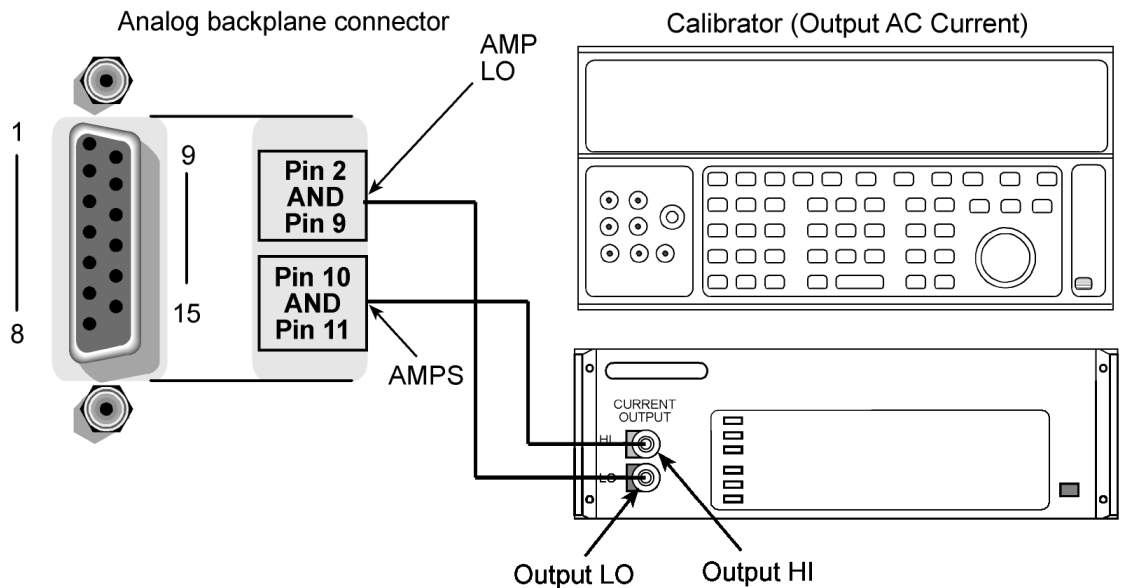 Analog backplane connector
Calibrator (Output AC Current)
AMP
LO
1
9
Pin 2
AND
Pin 9
Pin 10
AND
Pin 11
15
8
AMPS
CURRENT
OUTPUT
HI
LO
Output LO
Output HI